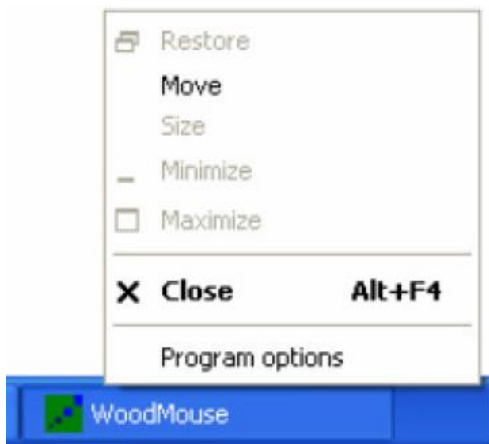 Restore
Move
Size
Minimize
Maximize
Close Alt+F4
Program options
WoodMouse